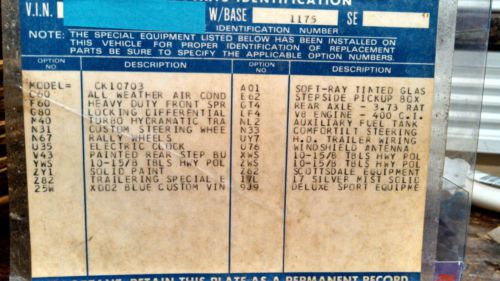 IDENTIFICATION
V.I.N. W/BASE 1175 SE
IDENTIFICATION NUMBER
NOTE: THE SPECIAL EQUIPMENT LISTED BELOW HAS BEEN INSTALLED ON
THIS VEHICLE FOR PROPER IDENTIFICATION OF REPLACEMENT
PARTS BE SURE TO SPECIFY THE APPLICABLE OPTION NUMBERS.
OPTION NO DESCRIPTION OPTION NO DESCRIPTION
MODEL= CK10703 A01 SOFT-RAY TINTED GLAS
C60 ALL WEATHER AIR COND E62 STEPSIDE PICKUP BOX
F60 HEAVY DUTY FRONT SPR GT4 REAR AXLE - 3.7 RAT
G80 LOCKING DIFFERENTIAL LF4 V8 ENGINE - 400 C.I.
M40 TURBO HYDRAMATIC TRA NL2 AUXILIARY FUEL TANK
N31 CUSTOM STEERING WHEE N33 COMFORTILT STEERING
N67 RALLY WHEELS UY7 H.D. TRAILER WIRING
U35 ELECTRIC CLOCK U76 WINDSHIELD ANTENNA
V43 PAINTED REAR STEP BU XWS 10-15/B TBLS HWY POL
YWS 10-15/B TBLS HWY POL ZWS 10-15/B TBLS HWY POL
ZY1 SOLID PAINT Z62 SCOTTSDALE EQUIPMENT
Z82 TRAILERING SPECIAL E 17L 17 SILVER MIST SOLID
25W XD02 BLUE CUSTOM VIN 9J9 DELUXE SPORT EQUIPME
RETAIN THIS PLATE AS A PERMANENT RECORD